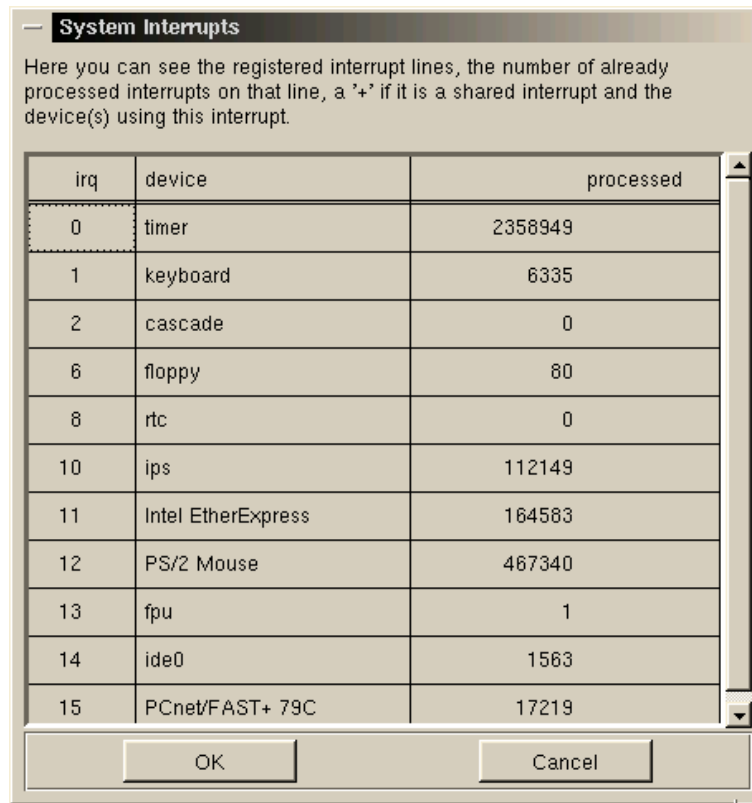 System Interrupts
Here you can see the registered interrupt lines, the number of already
processed interrupts on that line, a '+' if it is a shared interrupt and the
device(s) using this interrupt.
irq device processed
0 timer 2358949
1 keyboard 6335
2 cascade 0
6 floppy 80
8 rtc 0
10 ips 112149
11 Intel EtherExpress 164583
12 PS/2 Mouse 467340
13 fpu 1
14 ide0 1563
15 PCnet/FAST+ 79C 17219
OK Cancel